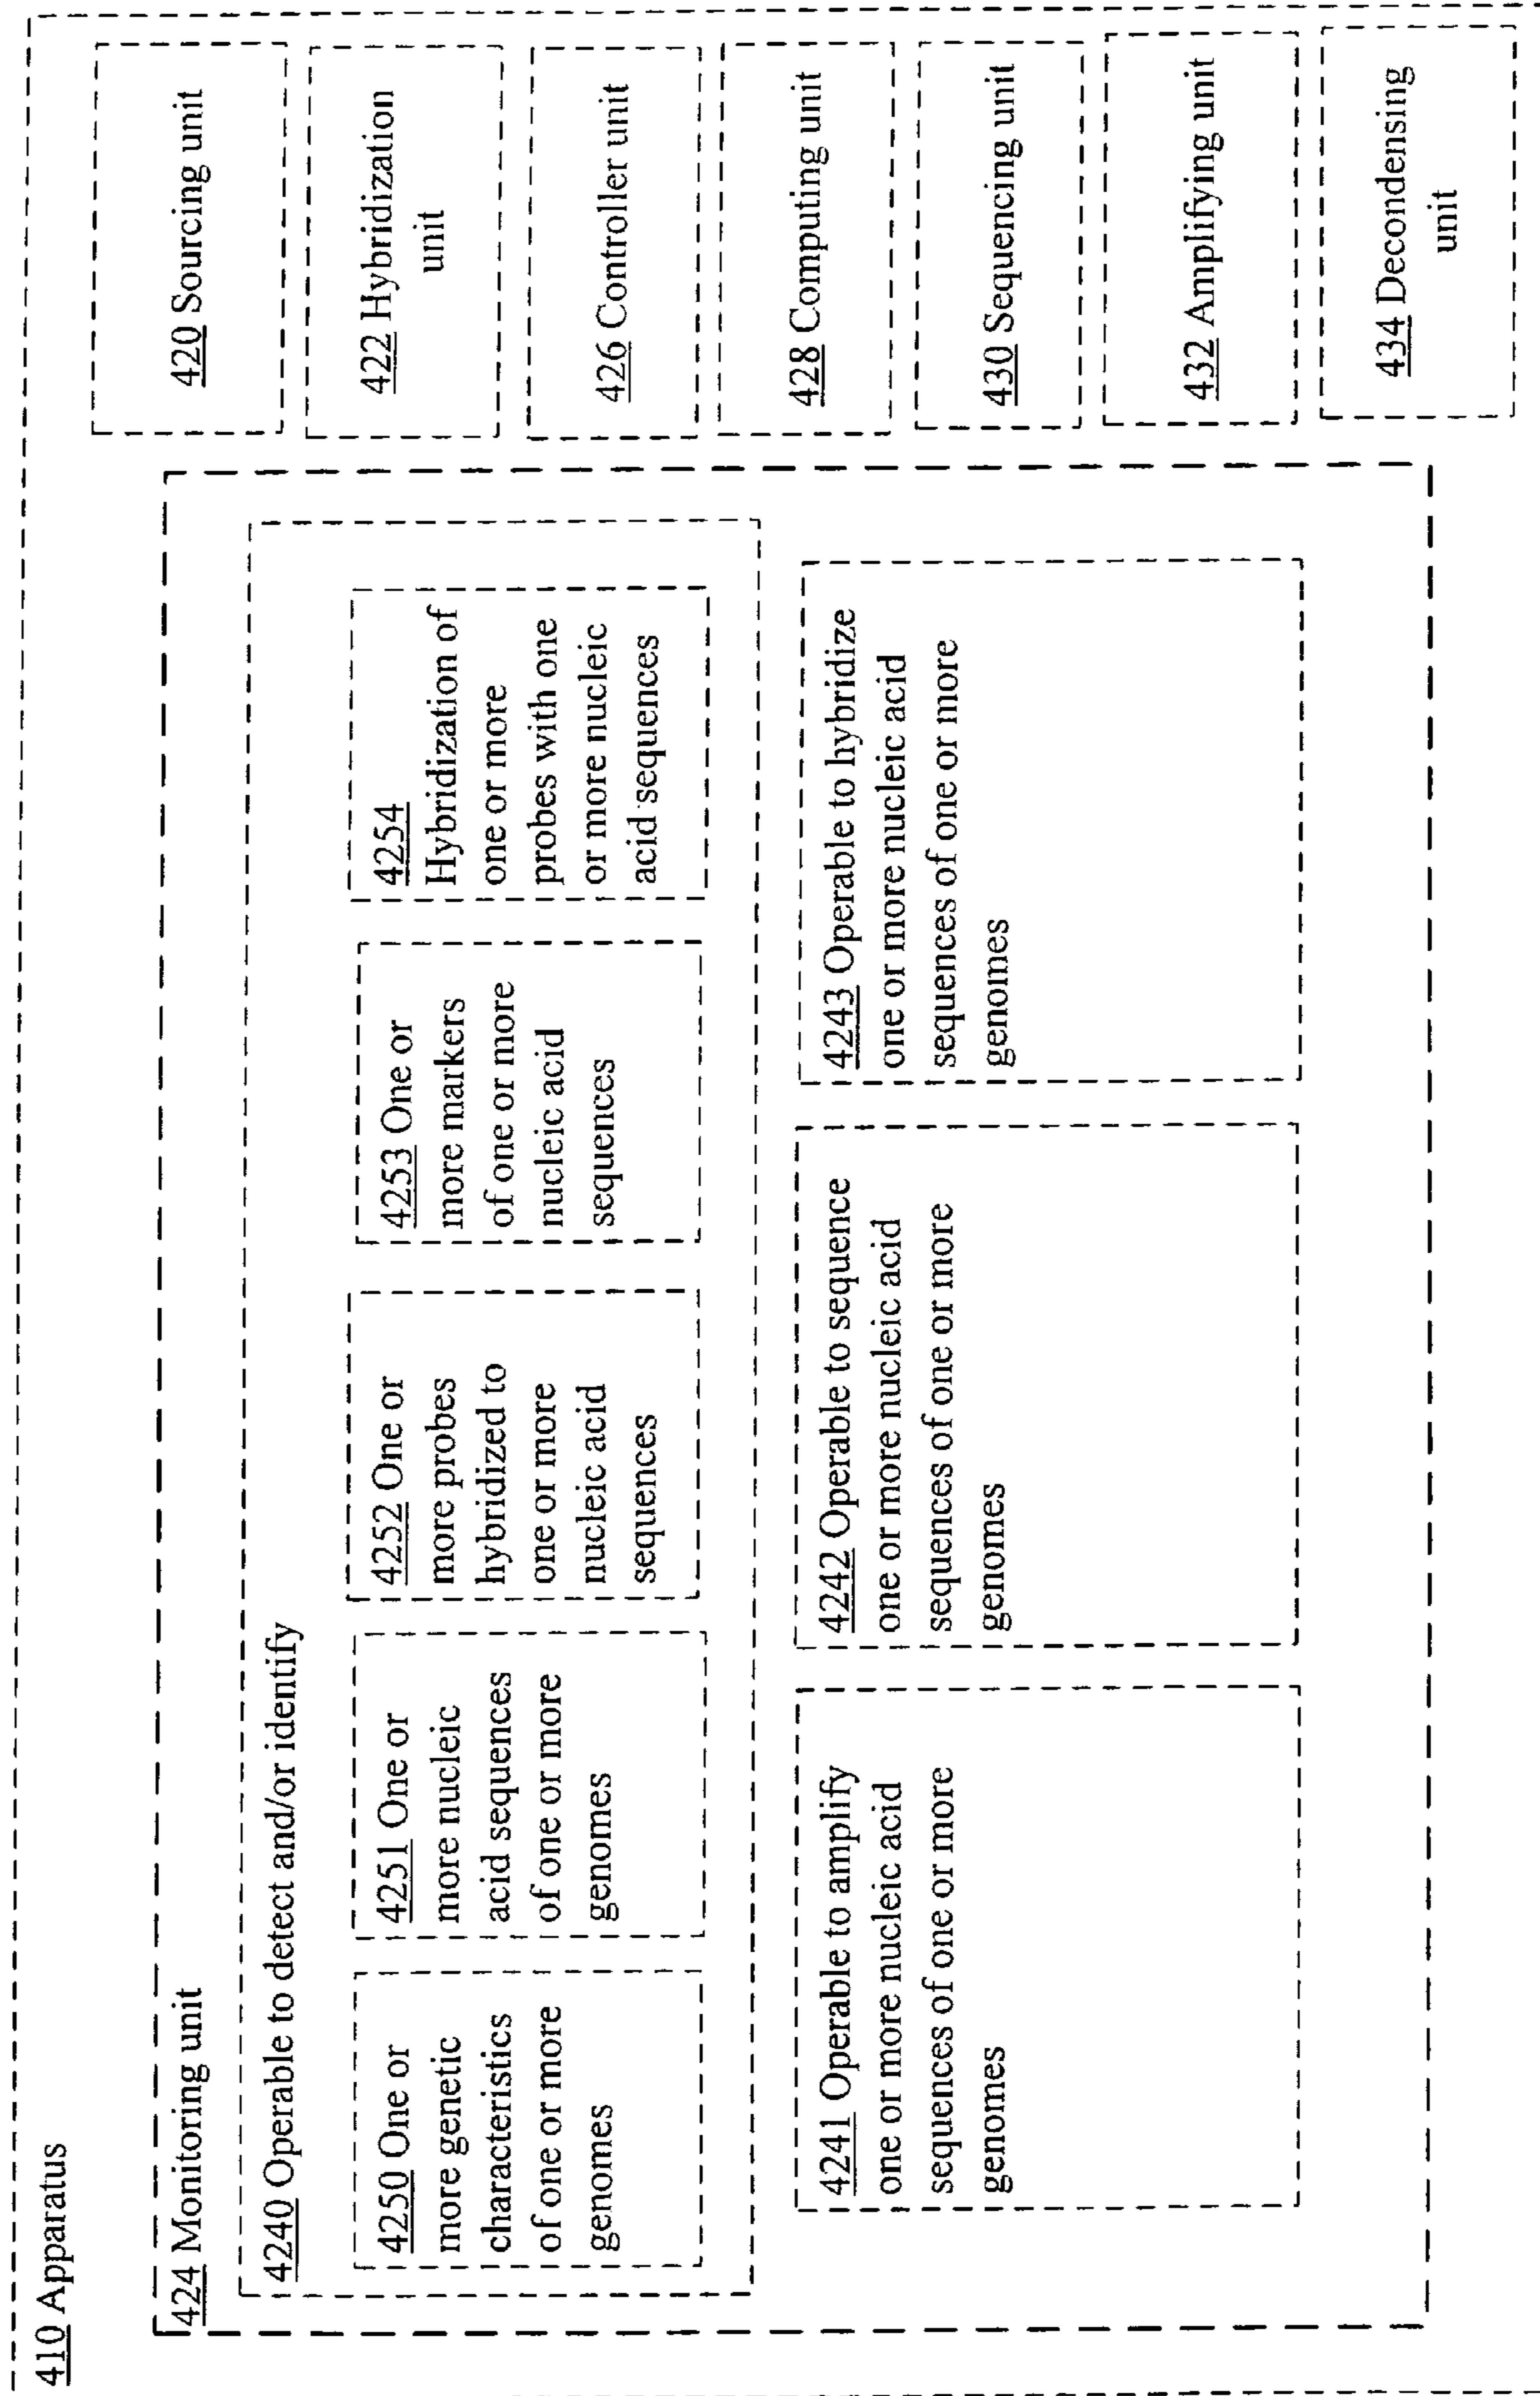 410 Apparatus
424 Monitoring unit
4240 Operable to detect and/or identify
4250 One or
more genetic
characteristics
of one or more
genomes
4251 One or
more nucleic
acid sequences
of one or more
genomes
4252 One or
more probes
hybridized to
one or more
nucleic acid
sequences
4253 One or
more markers
of one or more
nucleic acid
sequences
4254
Hybridization of
one or more
probes with one
or more nucleic
acid sequences
4241 Operable to amplify
one or more nucleic acid
sequences of one or more
genomes
4242 Operable to sequence
one or more nucleic acid
sequences of one or more
genomes
4243 Operable to hybridize
one or more nucleic acid
sequences of one or more
genomes
420 Sourcing unit
422 Hybridization
unit
426 Controller unit
428 Computing unit
430 Sequencing unit
432 Amplifying unit
434 Decondensing
unit